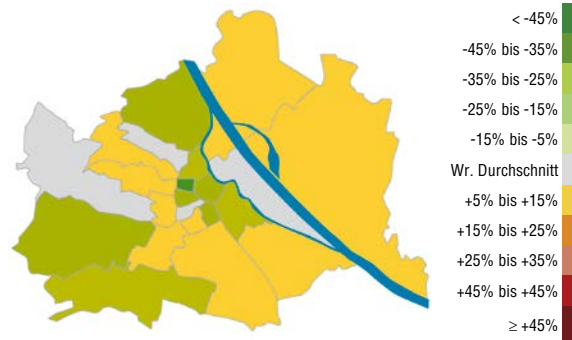 < -45%
-45% bis -35%
-35% bis -25%
-25% bis -15%
-15% bis -5%
Wr. Durchschnitt
+5% bis +15%
+15% bis +25%
+25% bis +35%
+45% bis +45%
≥ +45%